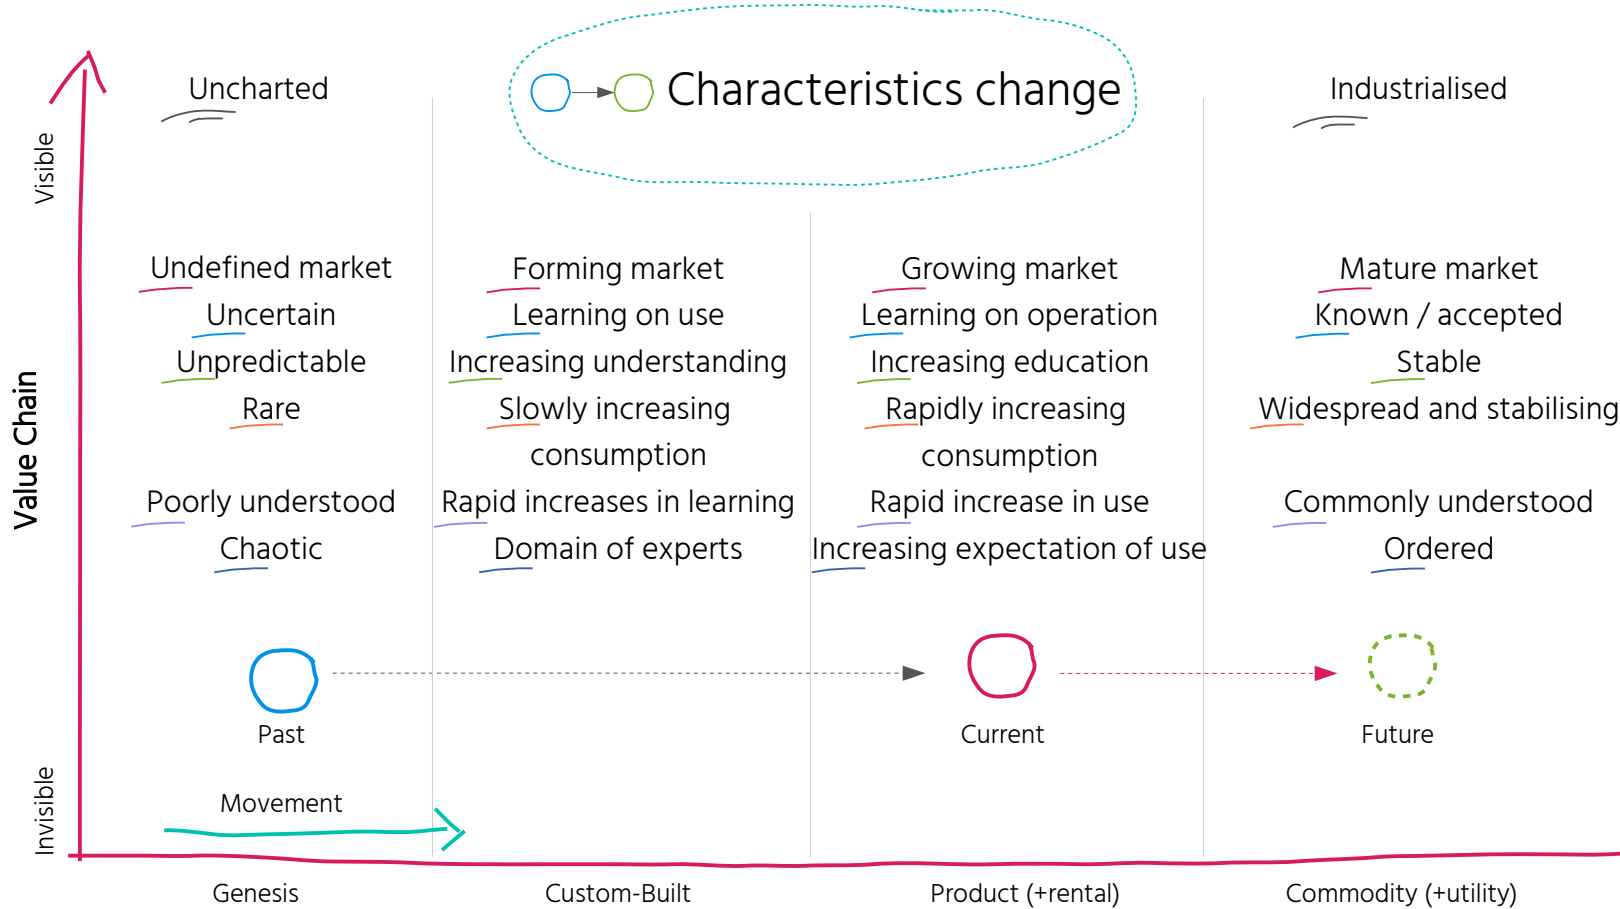 Uncharted
Characteristics change
Industrialised
Visible
Value Chain
Invisible
Undefined market
Uncertain
Unpredictable
Rare
Poorly understood
Chaotic
Forming market
Learning on use
Increasing understanding
Slowly increasing
consumption
Rapid increases in learning
Domain of experts
Growing market
Learning on operation
Increasing education
Rapidly increasing
consumption
Rapid increase in use
Increasing expectation of use
Mature market
Known / accepted
Stable
Widespread and stabilising
Commonly understood
Ordered
Past
Current
Future
Movement
Genesis
Custom-Built
Product (+rental)
Commodity (+utility)